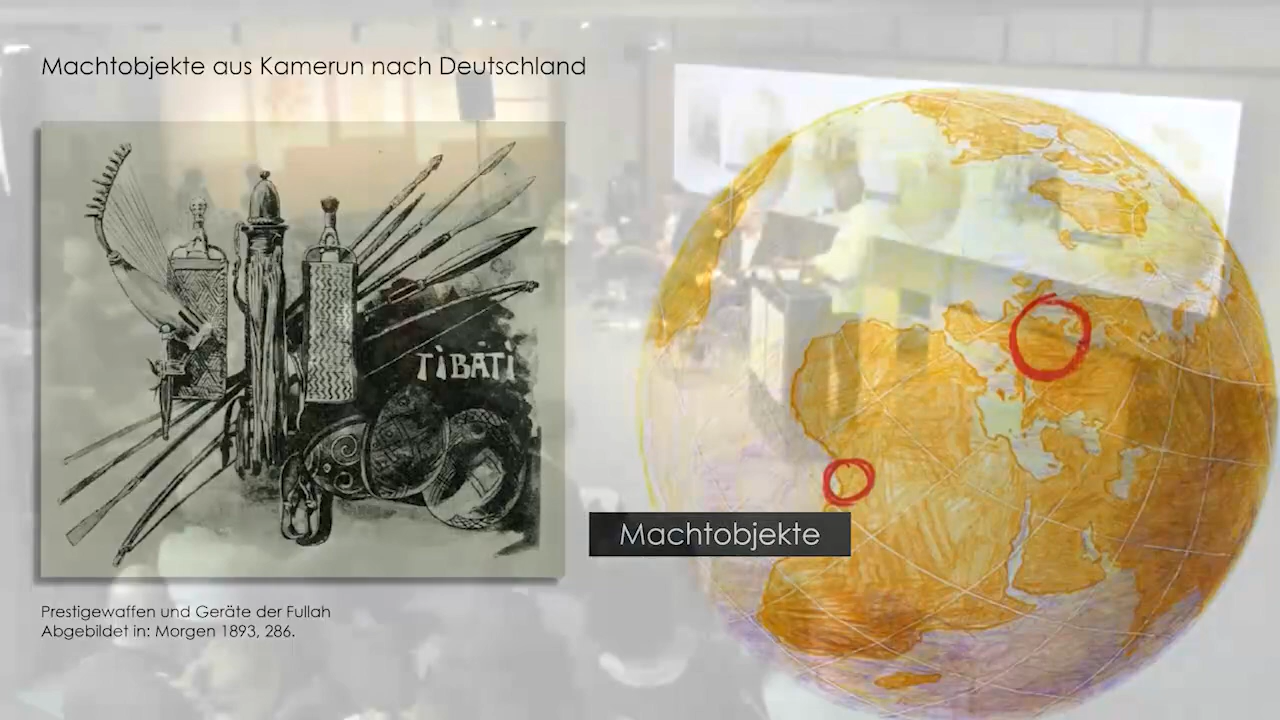 Machtobjekte aus Kamerun nach Deutschland
TiBATi
Machtobjekte
Prestigewaffen und Geräte der Fullah
Abgebildet in: Morgen 1893, 286.